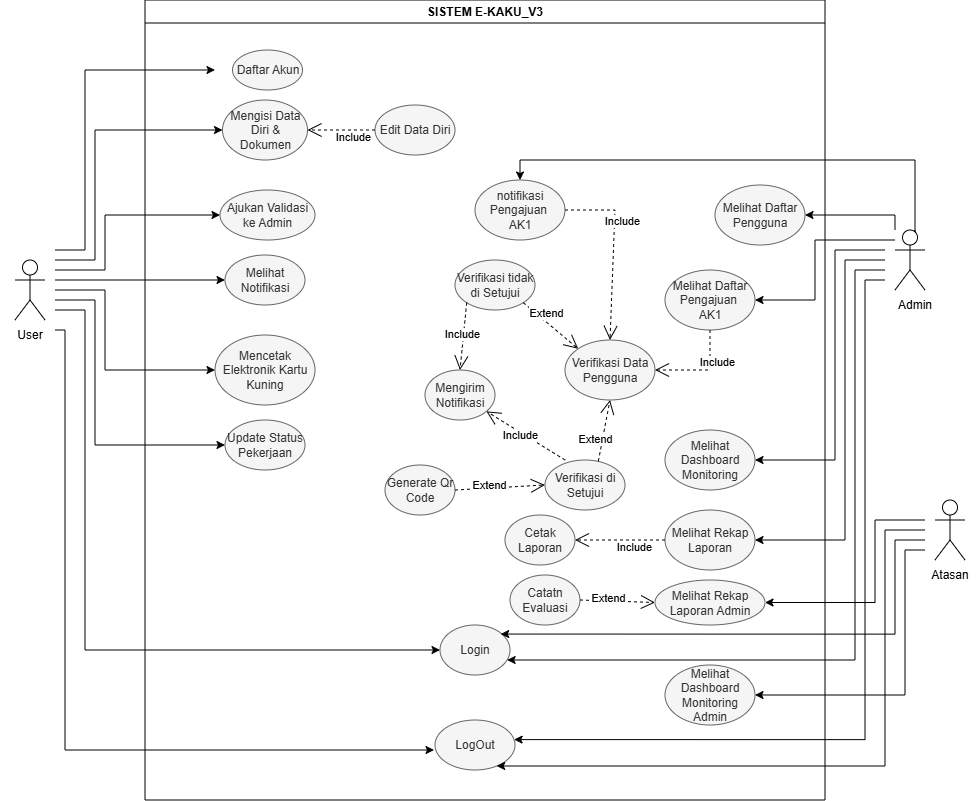 SISTEM E-KAKU_V3
Daftar Akun
Mengisi Data
Diri &
Dokumen
Include
Edit Data Diri
notifikasi
Pengajuan
AK1
Include
Melihat Daftar
Pengguna
Ajukan Validasi
ke Admin
Melihat
Notifikasi
Verifikasi tidak
di Setujui
Extend
Include
Melihat Daftar
Pengajuan
AK1
Include
User
Admin
Mencetak
Elektronik Kartu
Kuning
Verifikasi Data
Pengguna
Mengirim
Notifikasi
Include
Extend
Update Status
Pekerjaan
Melihat
Dashboard
Monitoring
Generate Qr
Code
Extend
Verifikasi di
Setujui
Cetak
Laporan
Include
Melihat Rekap
Laporan
Atasan
Catatn
Evaluasi
Extend
Melihat Rekap
Laporan Admin
Login
Melihat
Dashboard
Monitoring
Admin
LogOut